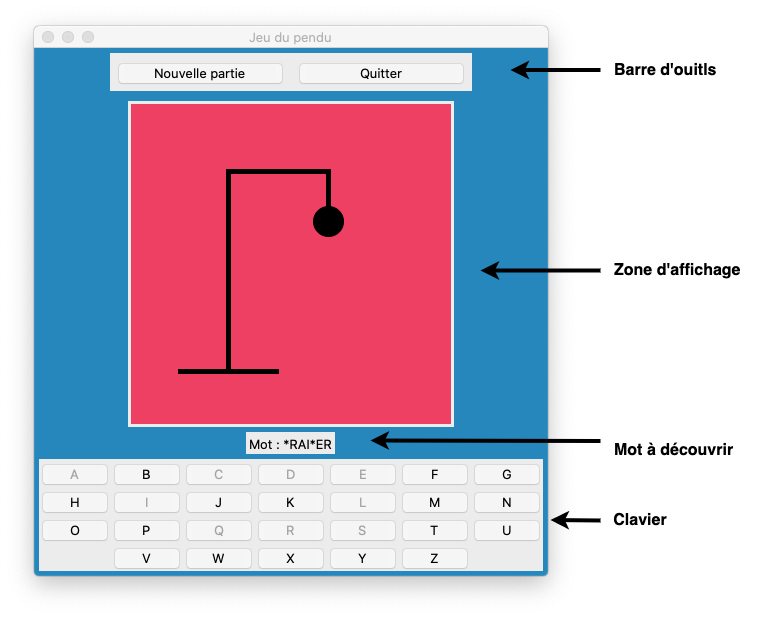 Jeu du pendu
Nouvelle partie Quitter
Barre d'ouitls
Zone d'affichage
Mot : *RAI*ER
Mot à découvrir
A B C D E F G
H I J K L M N
Clavier
O P Q R S T U
V W X Y Z